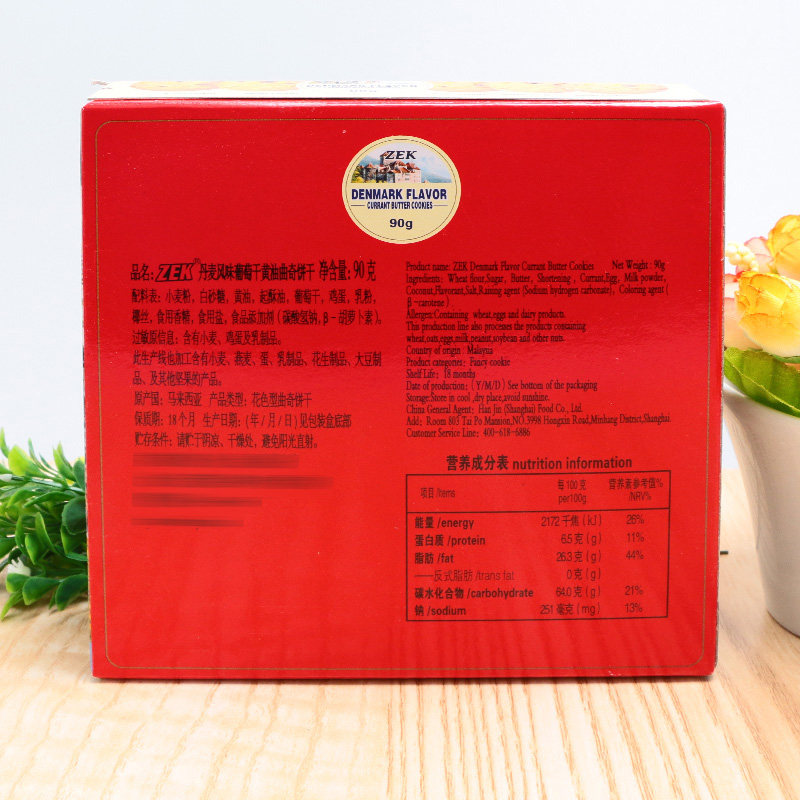 DENMARK FLAVOR
ZEK
DENMARK FLAVOR
CURRANT BUTTER COOKIES
90g
品名:ZEK 丹麦风味葡萄干黄油曲奇饼干 净含量:90克
配料表:小麦粉,白砂糖,黄油,起酥油,葡萄干,鸡蛋,乳粉,
椰丝,食用香精,食用盐,食品添加剂(碳酸氢钠,β-胡萝卜素)。
过敏原信息:含有小麦、鸡蛋及乳制品。
此生产线也加工含有小麦、燕麦、蛋、乳制品、花生制品、大豆制
品、及其他坚果的产品。
原产国:马来西亚 产品类型:花色型曲奇饼干
保质期:18个月 生产日期:(年/月/日)见包装盒底部
贮存条件:请贮于阴凉、干燥处,避免阳光直射。
Product name: ZEK Denmark Flavor Currant Butter Cookies Net Weight: 90g
Ingredients: Wheat flour,Sugar, Butter, Shortening , Currant,Egg, Milk powder,
Coconut,Flavorant,Salt,Raising agent (Sodium hydrogen carbonate), Coloring agent (
β-carotene)
Allergen:Containing wheat,eggs and dairy products.
This production line also processes the products containing
wheat,oats,eggs,milk,peanut,soybean and other nuts.
Country of origin: Malaysia
Product categories: Fancy cookie
Shelf Life: 18 months
Date of production:(Y/M/D) See bottom of the packaging
Storage:Store in cool ,dry place,avoid sunshine.
China General Agent: Han Jin (Shanghai) Food Co., Ltd.
Add: Room 803 Tai Po Mansion,NO.3998 Hongxin Road,Minhang District,Shanghai.
Customer Service Line: 400-618-6886
营养成分表 nutrition information
项目/items 每100克 per100g 营养素参考值%/NRV%
能量/energy 2172千焦(kJ) 26%
蛋白质/protein 6.5克(g) 11%
脂肪/fat 26.3克(g) 44%
——反式脂肪/trans fat 0克(g)
碳水化合物/carbohydrate 64.0克(g) 21%
钠/sodium 251毫克(mg) 13%